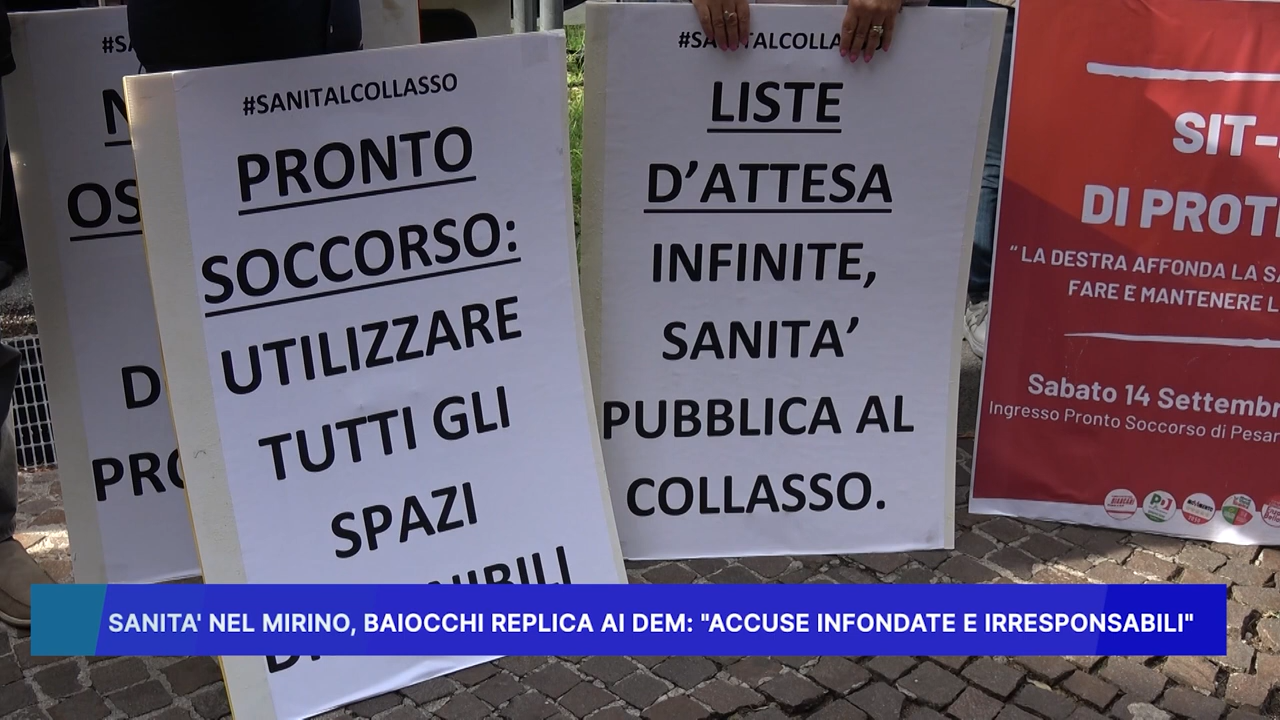 #SANITALCOLLASSO
PRONTO
SOCCORSO:
UTILIZZARE
TUTTI GLI
SPAZI
LISTE
D'ATTESA
INFINITE,
SANITA'
PUBBLICA AL
COLLASSO.
SIT-
DI PROT
"LA DESTRA AFFONDA LA S
FARE E MANTENERE L
Sabato 14 Settembr
Ingresso Pronto Soccorso di Pesar
SANITA' NEL MIRINO, BAIOCCHI REPLICA AI DEM: "ACCUSE INFONDATE E IRRESPONSABILI"